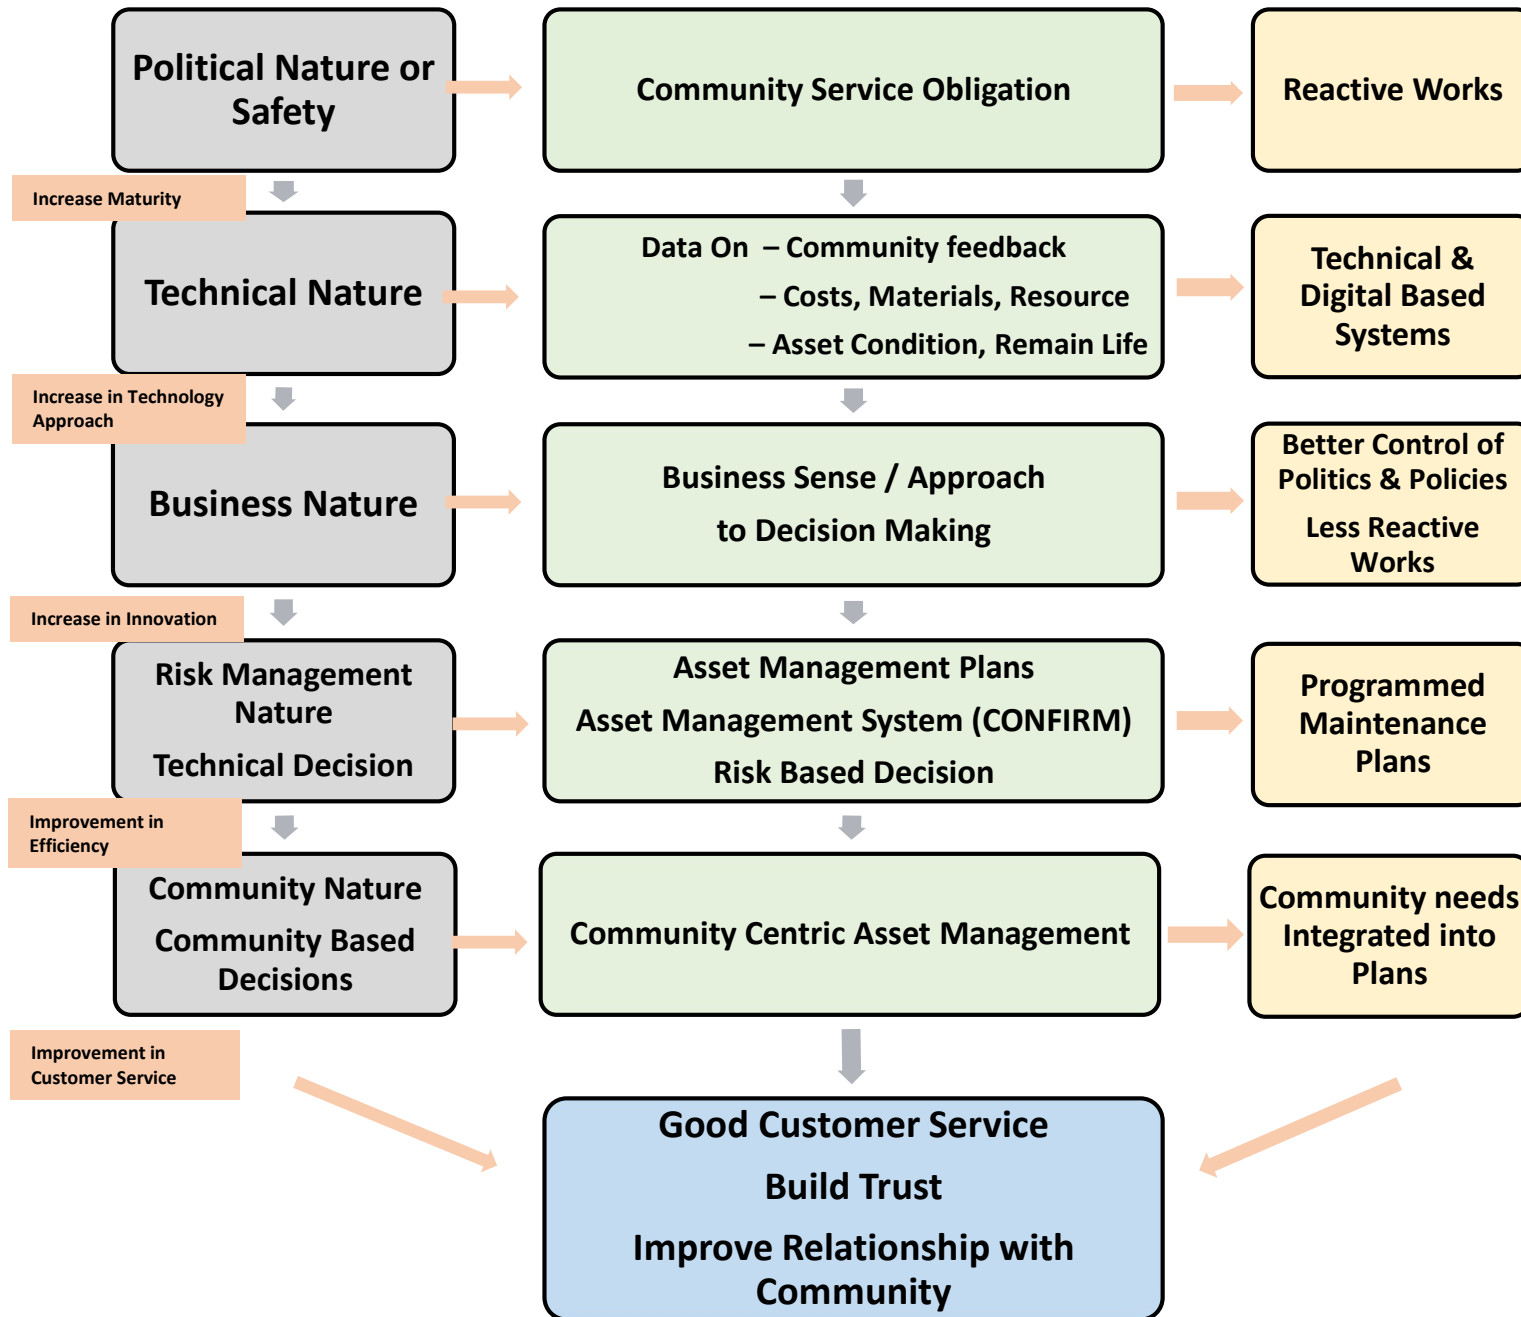 Political Nature or
Safety
Community Service Obligation
Reactive Works
Increase Maturity
Technical Nature
Data On – Community feedback
– Costs, Materials, Resource
– Asset Condition, Remain Life
Technical &
Digital Based
Systems
Increase in Technology
Approach
Business Nature
Business Sense / Approach
to Decision Making
Better Control of
Politics & Policies
Less Reactive
Works
Increase in Innovation
Risk Management
Nature
Technical Decision
Asset Management Plans
Asset Management System (CONFIRM)
Risk Based Decision
Programmed
Maintenance
Plans
Improvement in
Efficiency
Community Nature
Community Based
Decisions
Community Centric Asset Management
Community needs
Integrated into
Plans
Improvement in
Customer Service
Good Customer Service
Build Trust
Improve Relationship with
Community